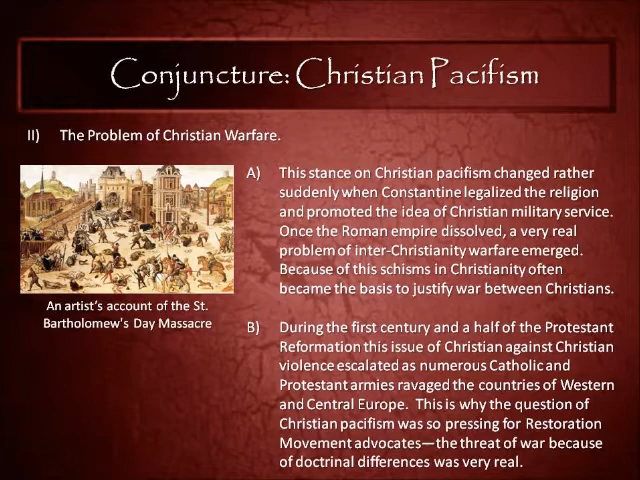 Conjuncture: Christian Pacifism
II) The Problem of Christian Warfare.
A) This stance on Christian pacifism changed rather
suddenly when Constantine legalized the religion
and promoted the idea of Christian military service.
Once the Roman empire dissolved, a very real
problem of inter-Christianity warfare emerged.
Because of this schisms in Christianity often
became the basis to justify war between Christians.
An artist's account of the St.
Bartholomew's Day Massacre
B) During the first century and a half of the Protestant
Reformation this issue of Christian against Christian
violence escalated as numerous Catholic and
Protestant armies ravaged the countries of Western
and Central Europe. This is why the question of
Christian pacifism was so pressing for Restoration
Movement advocates—the threat of war because
of doctrinal differences was very real.